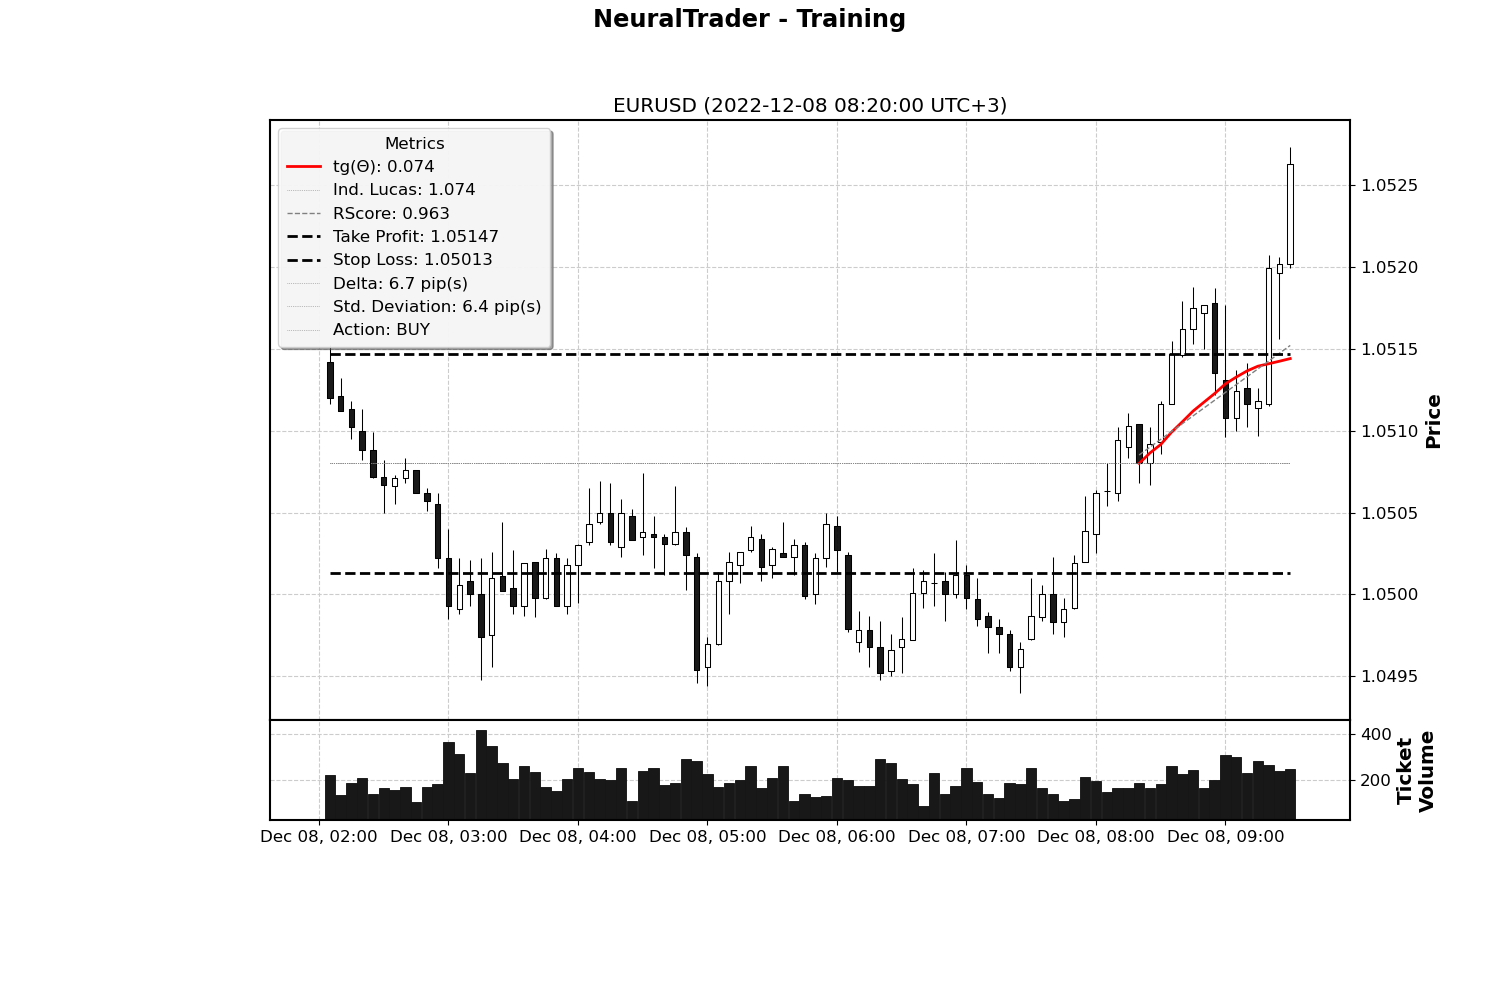 NeuralTrader - Training
EURUSD (2022-12-08 08:20:00 UTC+3)
Metrics
tg(Θ): 0.074
Ind. Lucas: 1.074
RScore: 0.963
Take Profit: 1.05147
Stop Loss: 1.05013
Delta: 6.7 pip(s)
Std. Deviation: 6.4 pip(s)
Action: BUY
1.0525
1.0520
1.0515
1.0510
1.0505
1.0500
1.0495
Price
400
200
Ticket
Volume
Dec 08, 02:00
Dec 08, 03:00
Dec 08, 04:00
Dec 08, 05:00
Dec 08, 06:00
Dec 08, 07:00
Dec 08, 08:00
Dec 08, 09:00